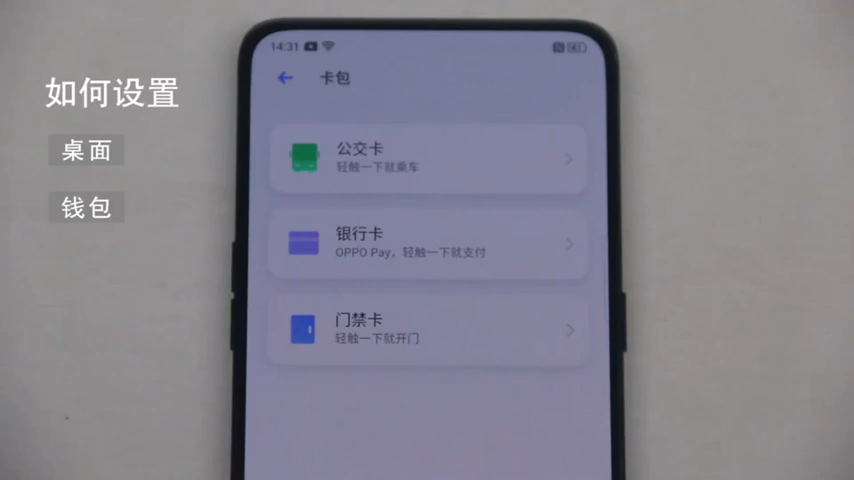 如何设置
桌面
钱包
14:31
卡包
公交卡
轻触一下就乘车
银行卡
OPPO Pay，轻触一下就支付
门禁卡
轻触一下就开门